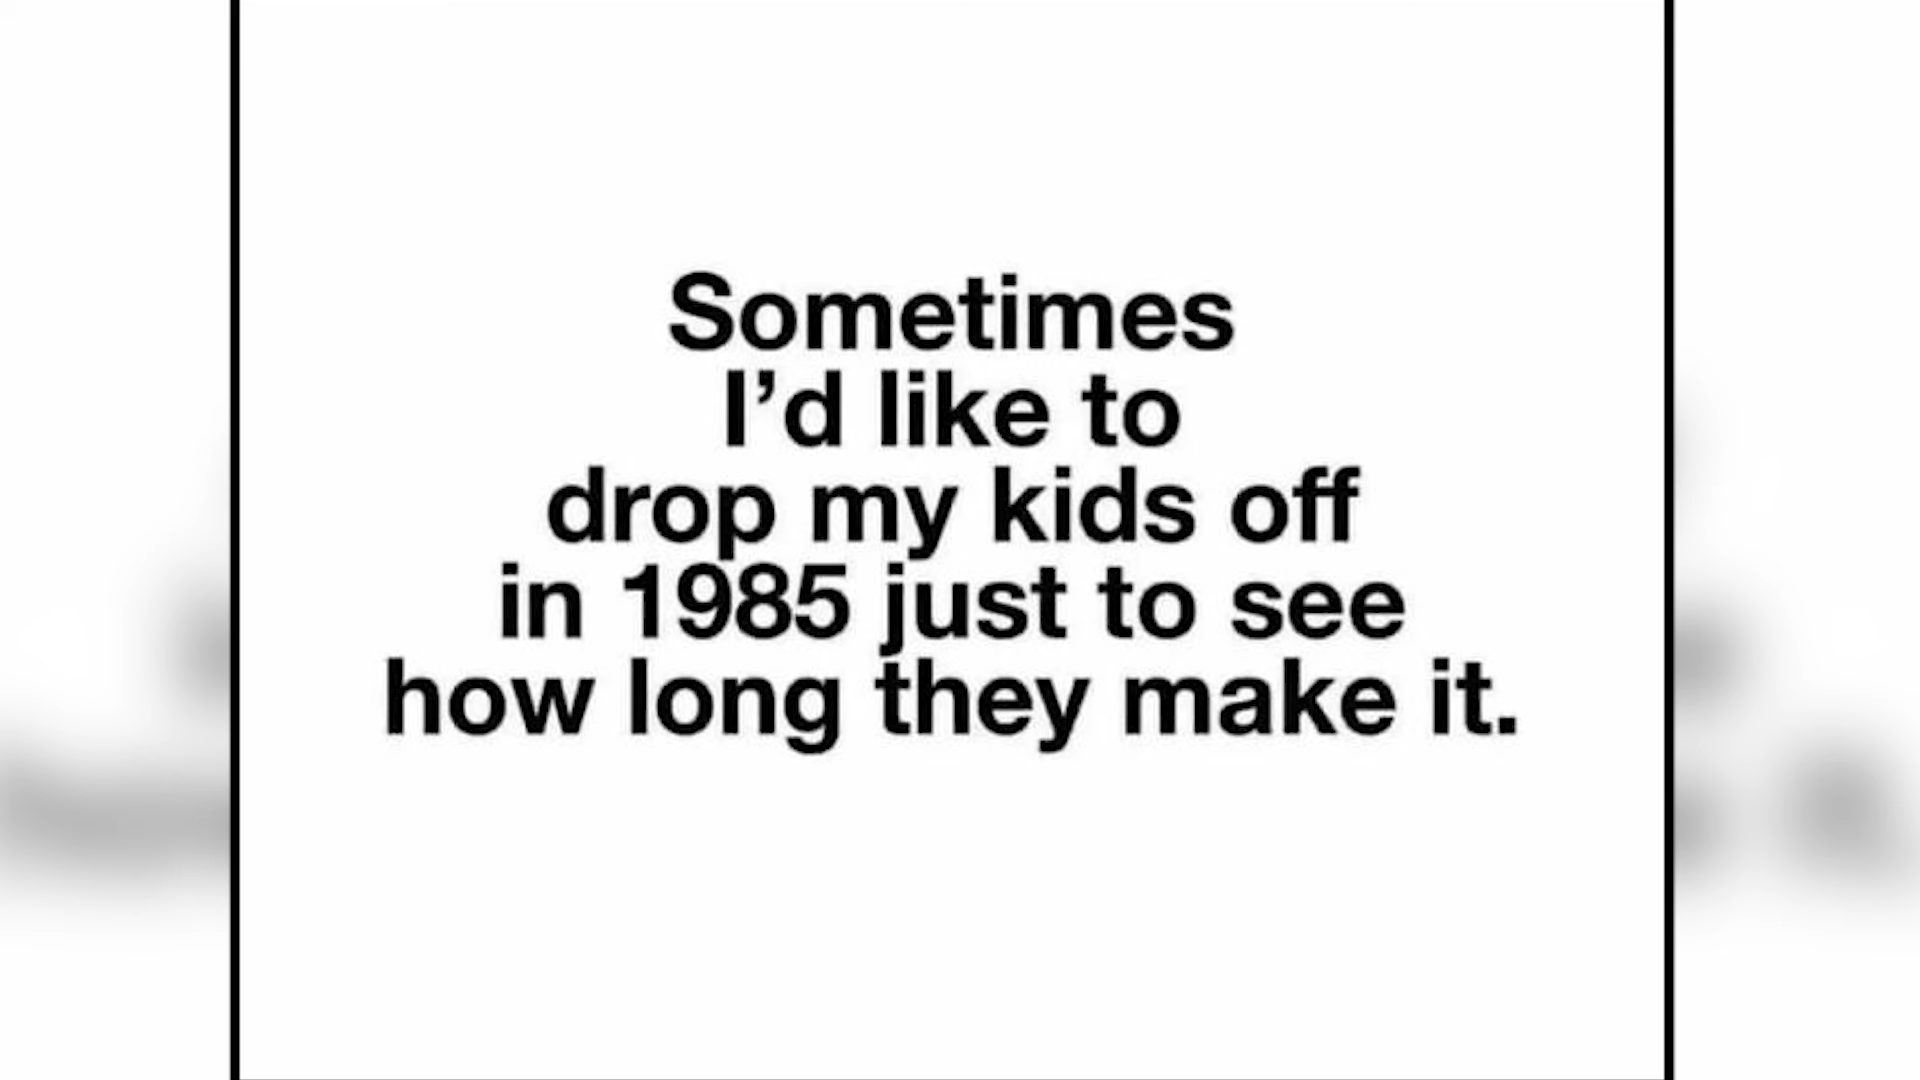 Sometimes
I’d like to
drop my kids off
in 1985 just to see
how long they make it.